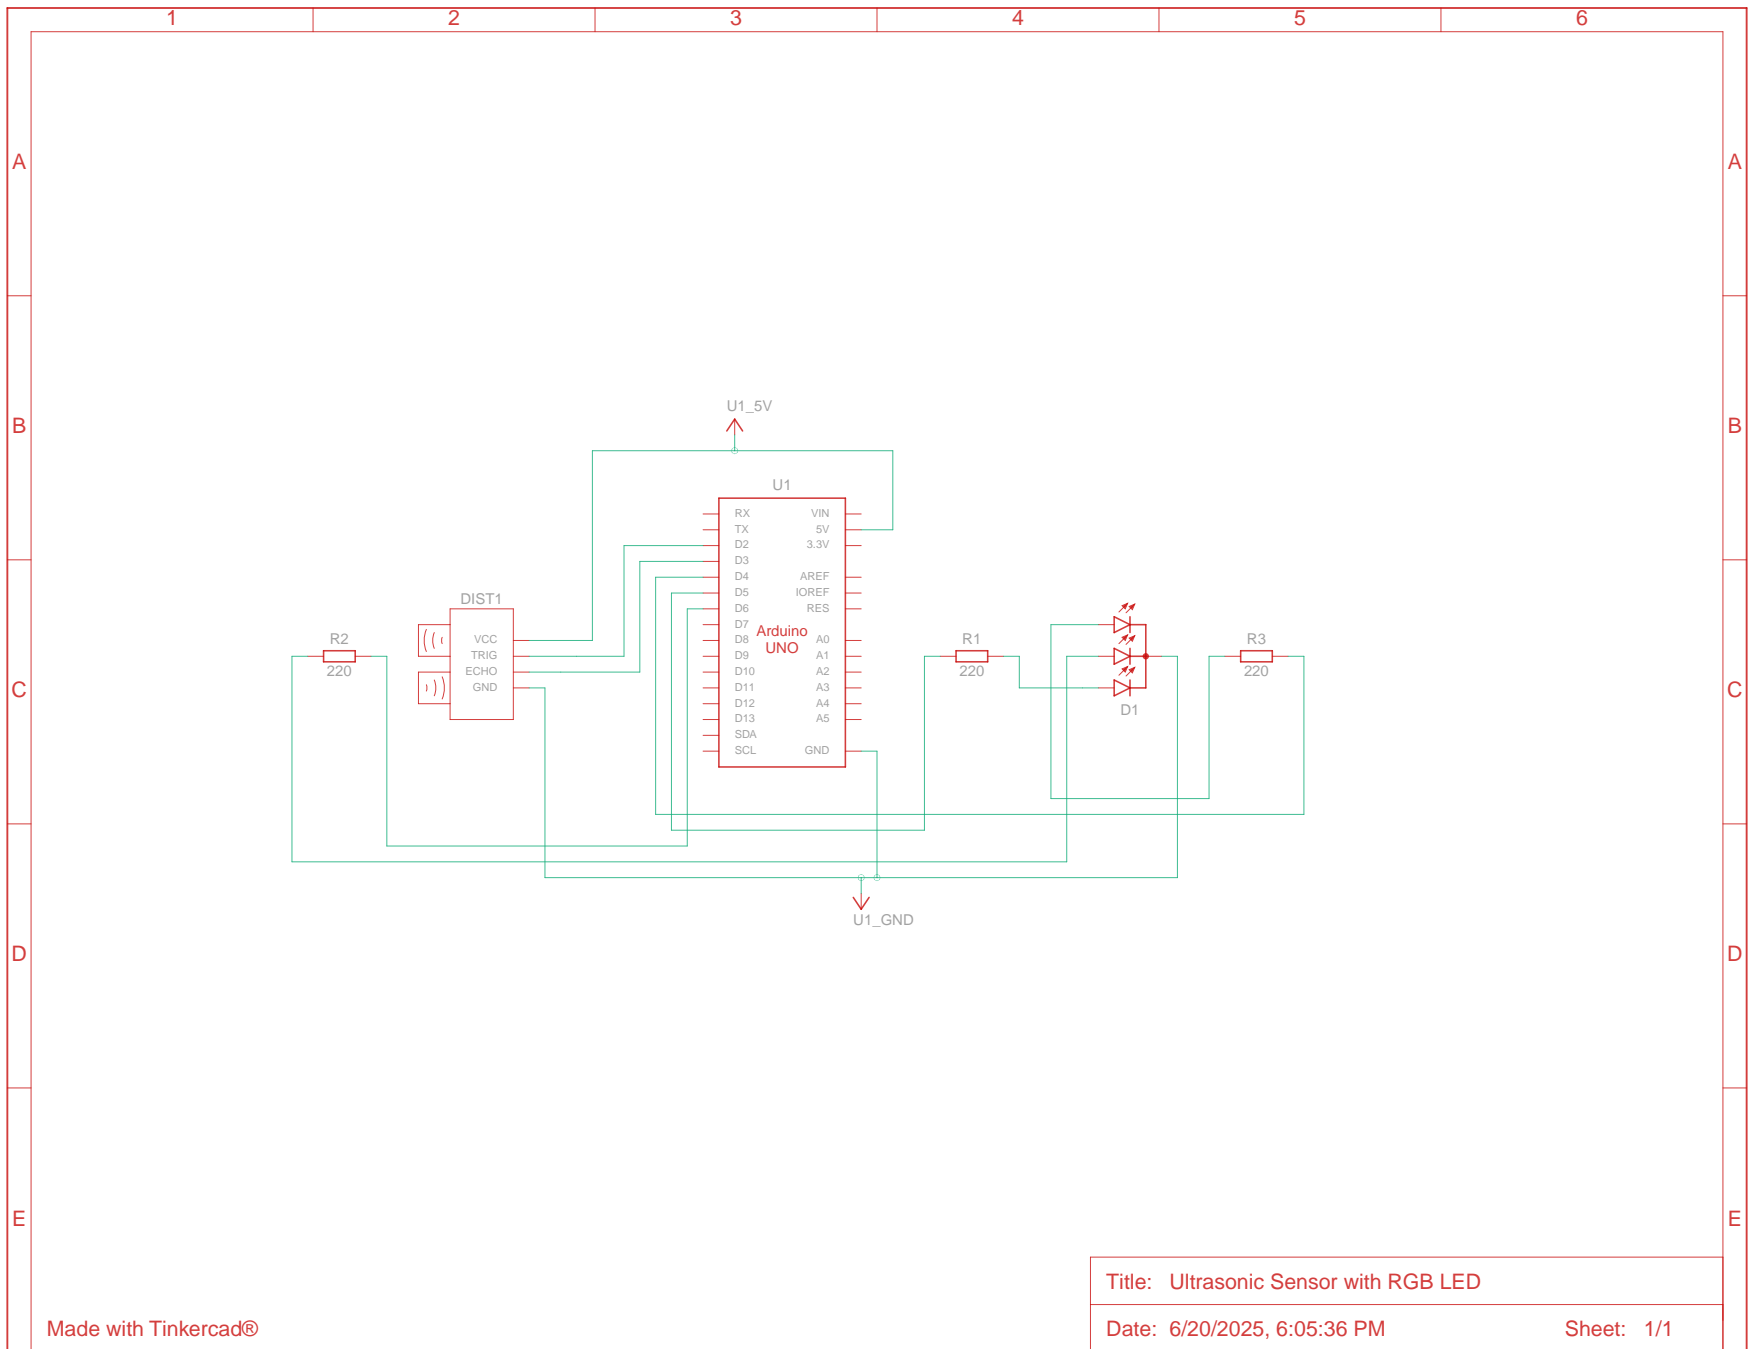 1 2 3 4 5 6
A A
B B
U1_5V
U1
RX VIN
TX 5V
D2 3.3V
D3
D4 AREF
D5 IOREF
D6 RES
D7
D8 A0
D9 A1
D10 A2
D11 A3
D12 A4
D13 A5
SDA
SCL GND
Arduino
UNO
DIST1
VCC
TRIG
ECHO
GND
R2
220
R1
220
D1
R3
220
C C
U1_GND
D D
E E
Title: Ultrasonic Sensor with RGB LED
Made with Tinkercad®
Date: 6/20/2025, 6:05:36 PM Sheet: 1/1